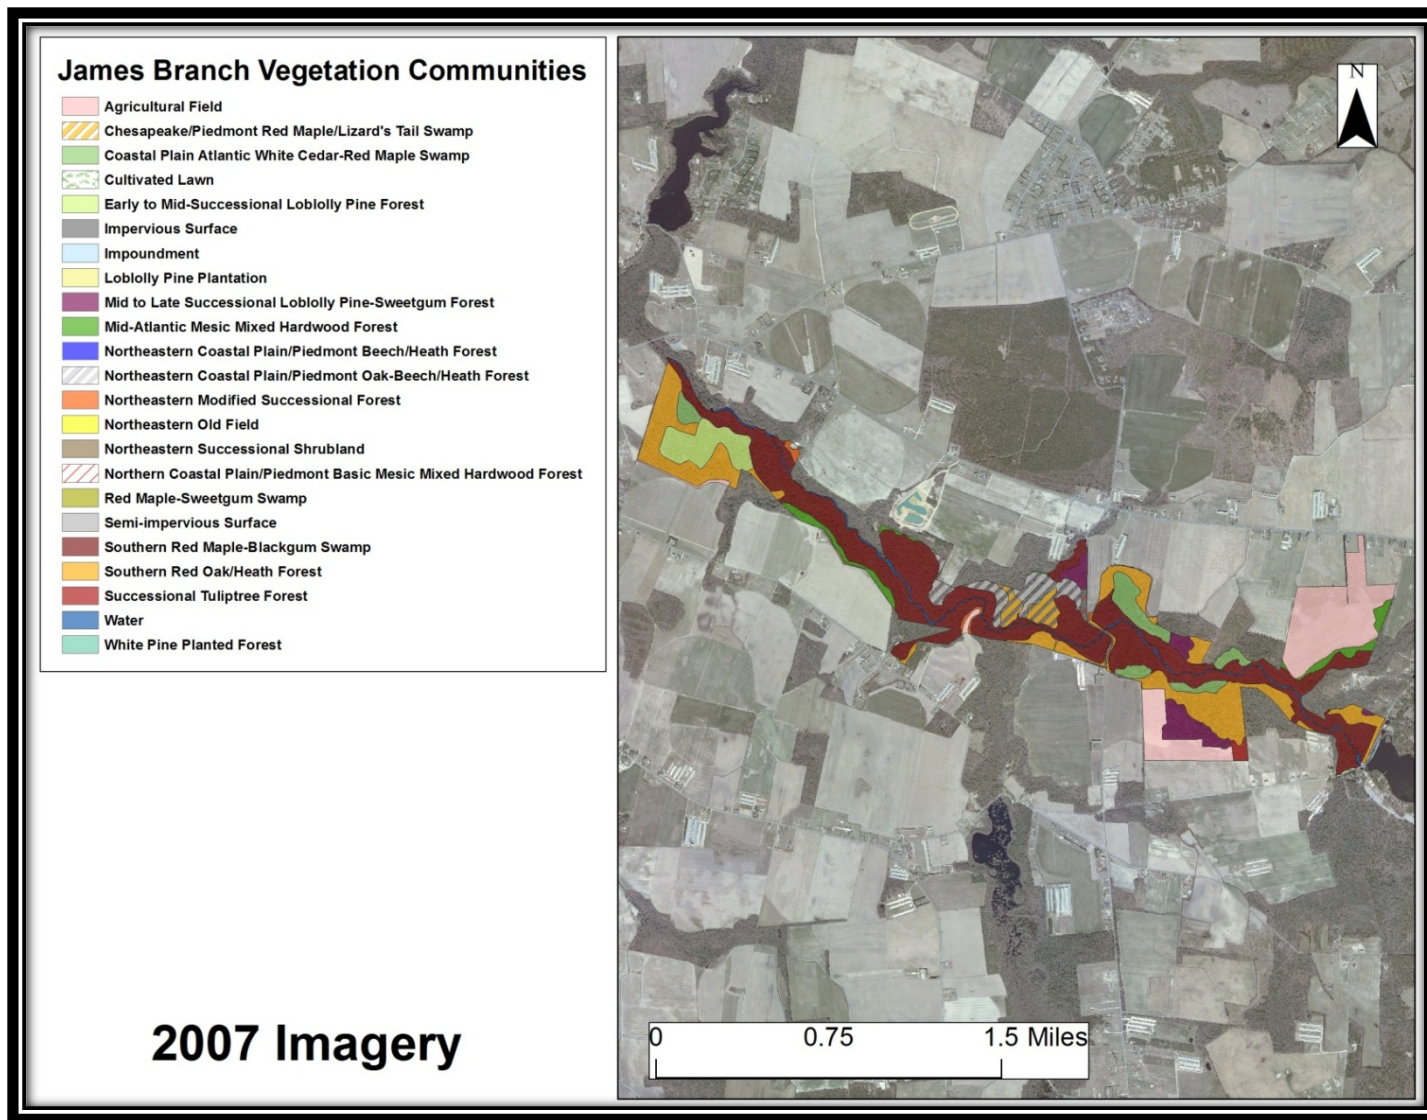 James Branch Vegetation Communities
Agricultural Field
Chesapeake/Piedmont Red Maple/Lizard's Tail Swamp
Coastal Plain Atlantic White Cedar-Red Maple Swamp
Cultivated Lawn
Early to Mid-Successional Loblolly Pine Forest
Impervious Surface
Impoundment
Loblolly Pine Plantation
Mid to Late Successional Loblolly Pine-Sweetgum Forest
Mid-Atlantic Mesic Mixed Hardwood Forest
Northeastern Coastal Plain/Piedmont Beech/Heath Forest
Northeastern Coastal Plain/Piedmont Oak-Beech/Heath Forest
Northeastern Modified Successional Forest
Northeastern Old Field
Northeastern Successional Shrubland
Northern Coastal Plain/Piedmont Basic Mesic Mixed Hardwood Forest
Red Maple-Sweetgum Swamp
Semi-impervious Surface
Southern Red Maple-Blackgum Swamp
Southern Red Oak/Heath Forest
Successional Tuliptree Forest
Water
White Pine Planted Forest
2007 Imagery
N
0 0.75 1.5 Miles